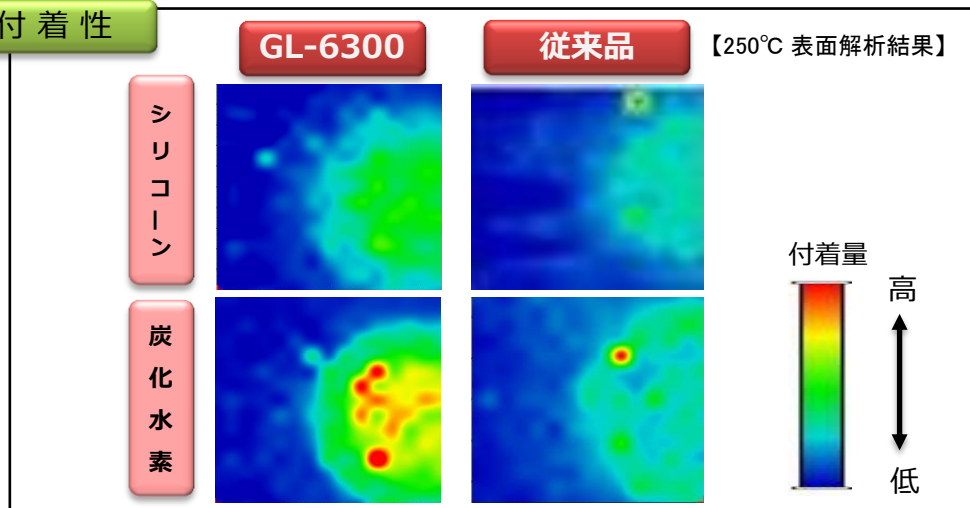 付着性
GL-6300
従来品
【250℃ 表面解析結果】
シリコーン
炭化水素
付着量
高
低